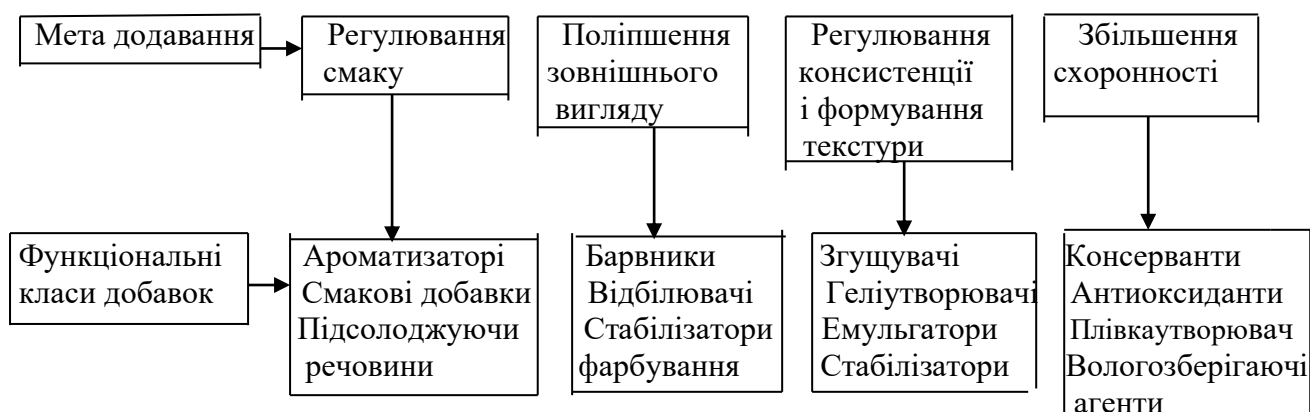 Мета додавання
Регулювання
смаку
Поліпшення
зовнішнього
вигляду
Регулювання
консистенції
і формування
текстури
Збільшення
схоронності
Функціональні
класи добавок
Ароматизаторі
Смакові добавки
Підсолоджуючи
речовини
Барвники
Відбілювачі
Стабілізатори
фарбування
Згущувачі
Геліутворювачі
Емульгатори
Стабілізатори
Консерванти
Антиоксиданти
Плівкаутворювач
Вологозберігаючі
агенти